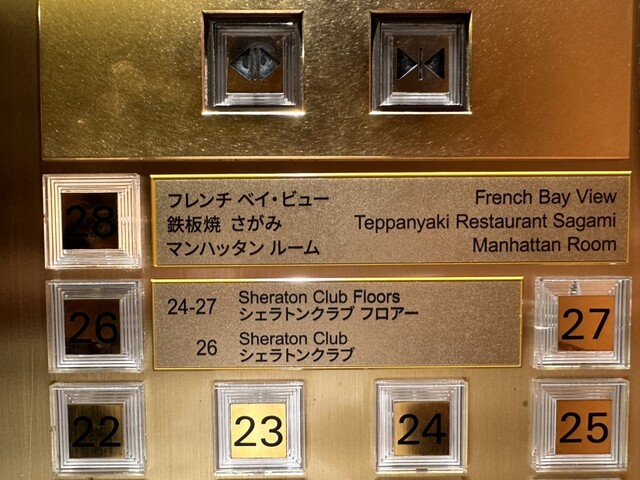 28
フレンチ ベイ・ビュー French Bay View
鉄板焼 さがみ Teppanyaki Restaurant Sagami
マンハッタン ルーム Manhattan Room
26
24-27 Sheraton Club Floors
シェラトンクラブ フロアー
26 Sheraton Club
シェラトンクラブ
27
22 23 24 25